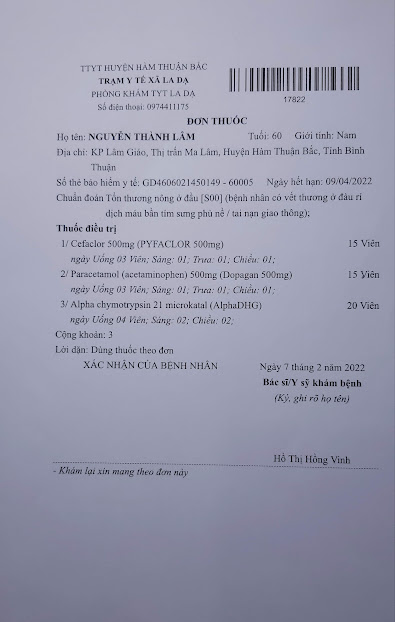 TTYT HUYỆN HÀM THUẬN BẮC
TRẠM Y TẾ XÃ LA DẠ
PHÒNG KHÁM TYT LA DẠ
Số điện thoại: 0974411175
17822
ĐƠN THUỐC
Họ tên: NGUYỄN THÀNH LÂM Tuổi: 60 Giới tính: Nam
Địa chỉ: KP Lâm Giáo, Thị trấn Ma Lâm, Huyện Hàm Thuận Bắc, Tỉnh Bình
Thuận
Số thẻ bảo hiểm y tế: GD4606021450149 - 60005 Ngày hết hạn: 09/04/2022
Chuẩn đoán Tổn thương nông ở đầu [S00] (bệnh nhân có vết thương ở đàu rỉ
dịch máu bần tím sưng phù nề / tai nạn giao thông);
Thuốc điều trị
1/ Cefaclor 500mg (PYFACLOR 500mg) 15 Viên
ngày Uống 03 Viên; Sáng: 01; Trưa: 01; Chiều: 01;
2/ Paracetamol (acetaminophen) 500mg (Dopagan 500mg) 15 Viên
ngày Uống 03 Viên; Sáng: 01; Trưa: 01; Chiều: 01;
3/ Alpha chymotrypsin 21 microkatal (AlphaDHG) 20 Viên
ngày Uống 04 Viên; Sáng: 02; Chiều: 02;
Cộng khoản: 3
Lời dặn: Dùng thuốc theo đơn
XÁC NHẬN CỦA BỆNH NHÂN Ngày 7 tháng 2 năm 2022
Bác sĩ/Y sỹ khám bệnh
(Ký, ghi rõ họ tên)
Hồ Thị Hồng Vinh
- Khám lại xin mang theo đơn này